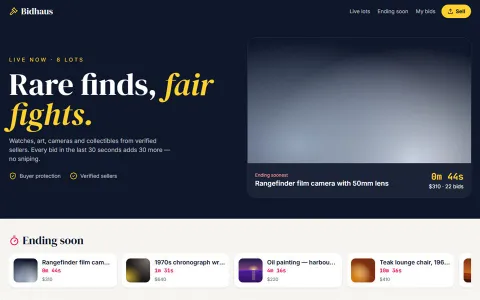 Bidhaus
Live lots
Ending soon
My bids
Sell
LIVE NOW · 8 LOTS
Rare finds, fair
fights.
Watches, art, cameras and collectibles from verified
sellers. Every bid in the last 30 seconds adds 30 more —
no sniping.
Buyer protection
Verified sellers
Ending soonest
Rangefinder film camera with 50mm lens
0m 44s
$310 · 22 bids
Ending soon
Rangefinder film cam...
0m 44s
$310
1970s chronograph wr...
1m 31s
$640
Oil painting — harbou...
4m 16s
$220
Teak lounge chair, 196...
10m 36s
$410